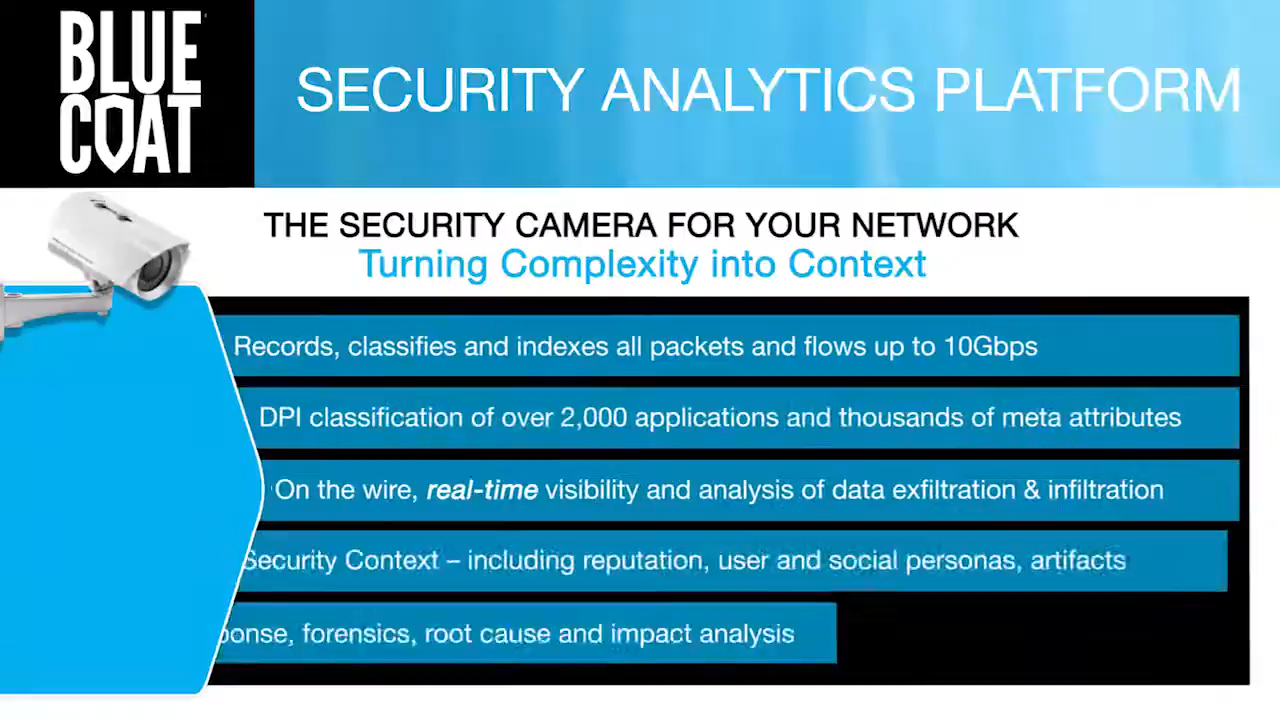 BLUE
COAT
SECURITY ANALYTICS PLATFORM
THE SECURITY CAMERA FOR YOUR NETWORK
Turning Complexity into Context
Records, classifies and indexes all packets and flows up to 10Gbps
DPI classification of over 2,000 applications and thousands of meta attributes
On the wire, real-time visibility and analysis of data exfiltration & infiltration
Security Context – including reputation, user and social personas, artifacts
forensics, root cause and impact analysis